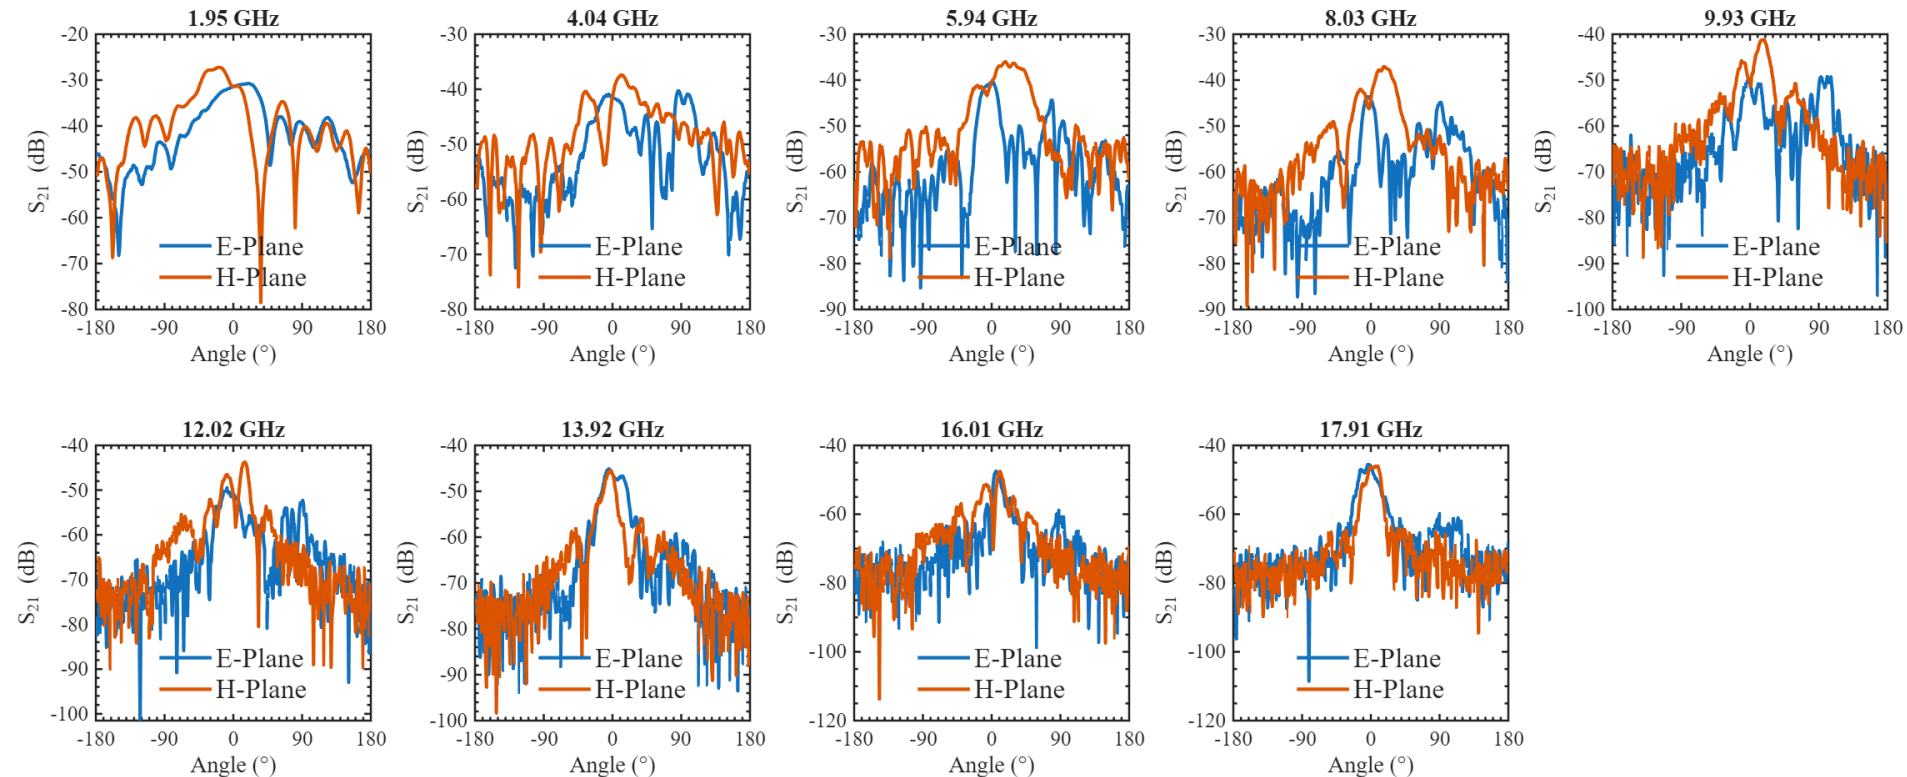 1.95 GHz
4.04 GHz
5.94 GHz
8.03 GHz
9.93 GHz
-20
-30
-40
-50
-60
-70
-80
S21 (dB)
E-Plane
H-Plane
-180 -90 0 90 180
Angle (°)
-30
-40
-50
-60
-70
-80
S21 (dB)
E-Plane
H-Plane
-180 -90 0 90 180
Angle (°)
-30
-40
-50
-60
-70
-80
-90
S21 (dB)
E-Plane
H-Plane
-180 -90 0 90 180
Angle (°)
-30
-40
-50
-60
-70
-80
-90
S21 (dB)
E-Plane
H-Plane
-180 -90 0 90 180
Angle (°)
-40
-50
-60
-70
-80
-90
-100
S21 (dB)
E-Plane
H-Plane
-180 -90 0 90 180
Angle (°)
12.02 GHz
13.92 GHz
16.01 GHz
17.91 GHz
-40
-50
-60
-70
-80
-90
-100
S21 (dB)
E-Plane
H-Plane
-180 -90 0 90 180
Angle (°)
-40
-50
-60
-70
-80
-90
-100
S21 (dB)
E-Plane
H-Plane
-180 -90 0 90 180
Angle (°)
-40
-60
-80
-100
-120
S21 (dB)
E-Plane
H-Plane
-180 -90 0 90 180
Angle (°)
-40
-60
-80
-100
-120
S21 (dB)
E-Plane
H-Plane
-180 -90 0 90 180
Angle (°)